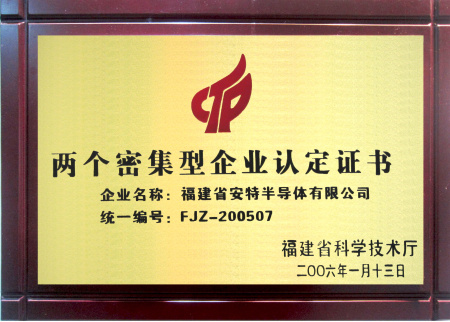 CTP
两个密集型企业认定证书
企业名称：福建省安特半导体有限公司
统一编号：FJZ-200507
福建省科学技术厅
二〇〇六年一月十三日